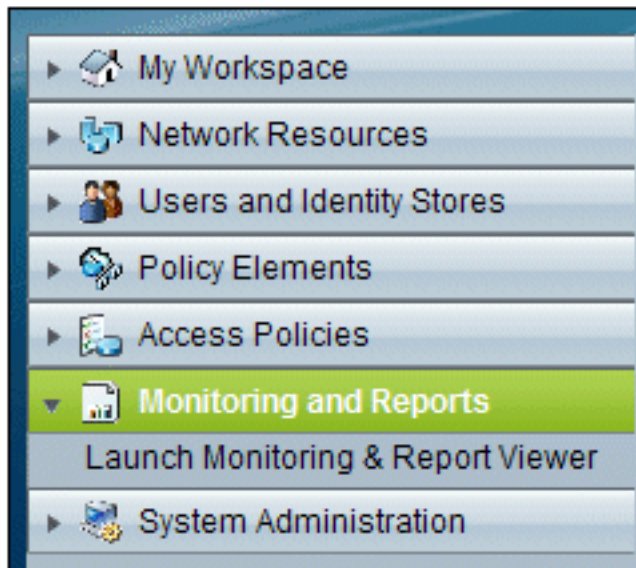 My Workspace
Network Resources
Users and Identity Stores
Policy Elements
Access Policies
Monitoring and Reports
Launch Monitoring & Report Viewer
System Administration